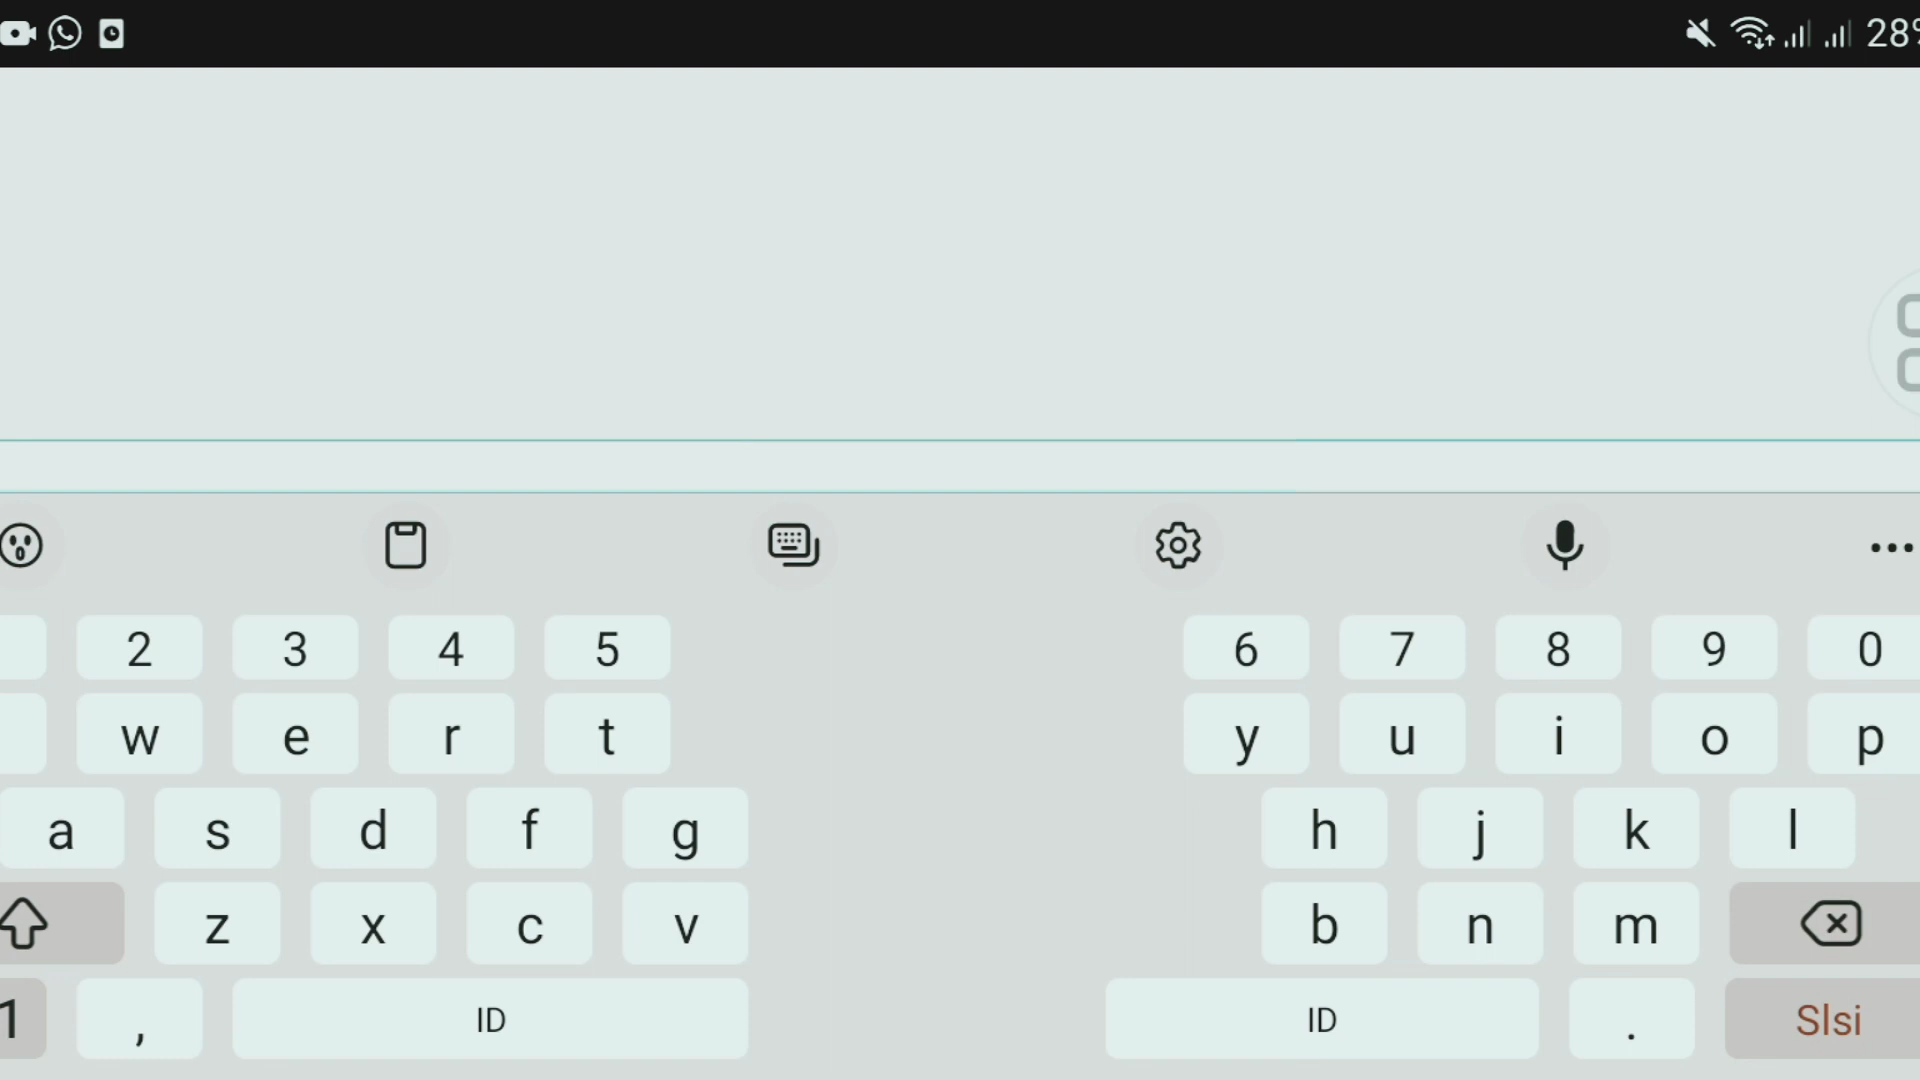 28%
2 3 4 5 6 7 8 9 0
w e r t y u i o p
a s d f g h j k l
z x c v b n m
1 , ID ID . Slsi